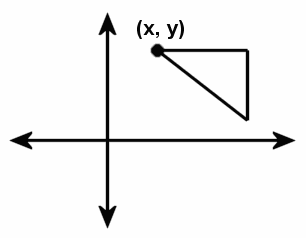 (x, y)